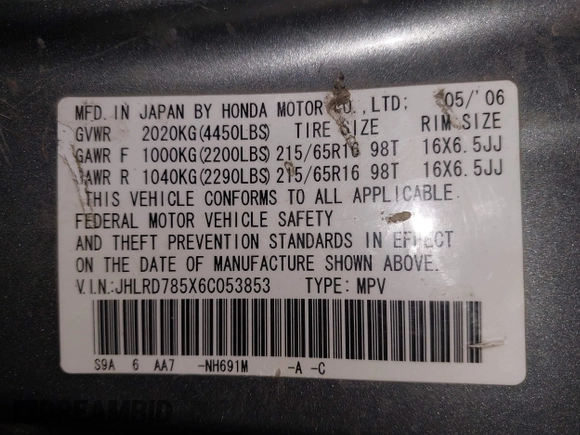 MFD. IN JAPAN BY HONDA MOTOR CO.,LTD; 05/'06
GVWR 2020KG(4450LBS) TIRE SIZE RIM SIZE
GAWR F 1000KG(2200LBS) 215/65R16 98T 16X6.5JJ
GAWR R 1040KG(2290LBS) 215/65R16 98T 16X6.5JJ
THIS VEHICLE CONFORMS TO ALL APPLICABLE
FEDERAL MOTOR VEHICLE SAFETY
AND THEFT PREVENTION STANDARDS IN EFFECT
ON THE DATE OF MANUFACTURE SHOWN ABOVE.
V.I.N:JHLRD785X6C053853 TYPE: MPV
S9A 6 AA7 -NH691M -A -C